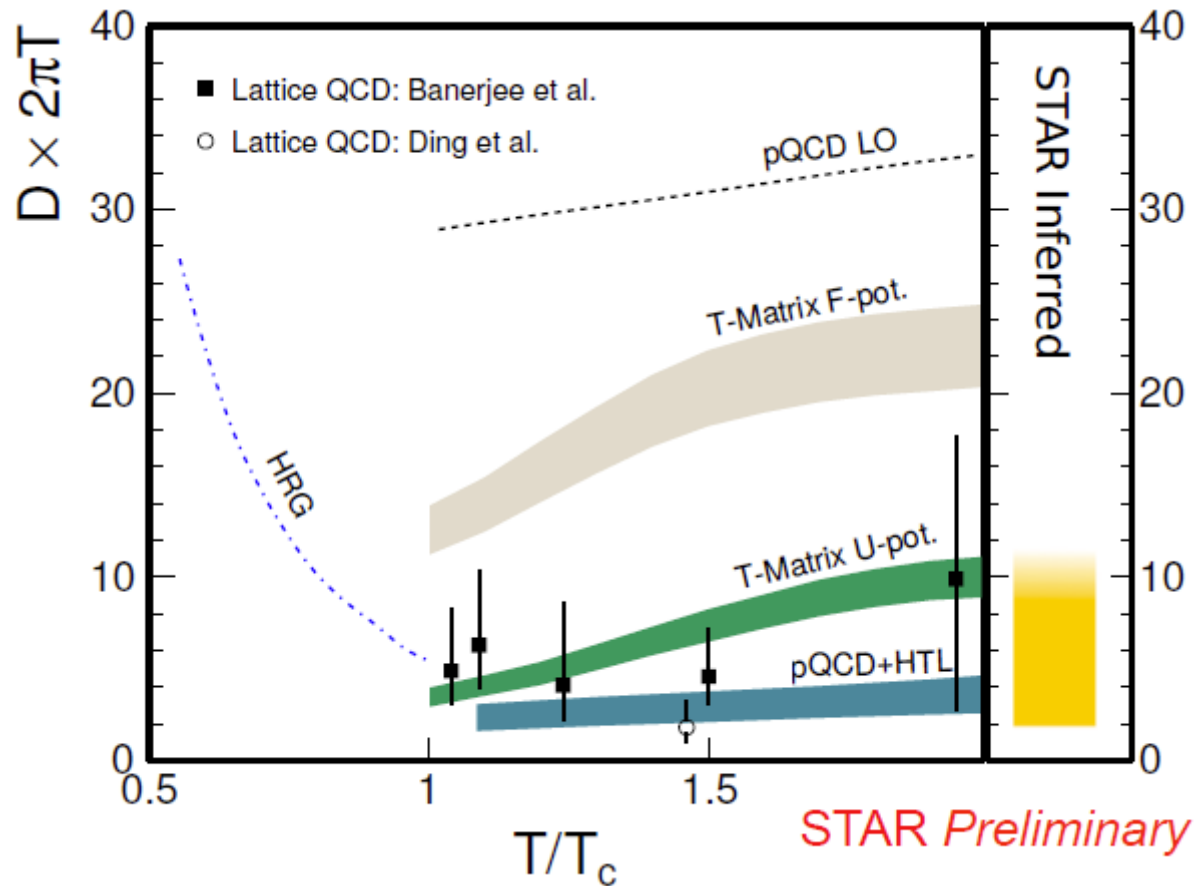 D × 2πT
40
30
20
10
0
Lattice QCD: Banerjee et al.
Lattice QCD: Ding et al.
pQCD LO
T-Matrix F-pot.
HRG
T-Matrix U-pot.
pQCD+HTL
0.5
1
1.5
T/Tc
STAR Inferred
40
30
20
10
0
STAR Preliminary